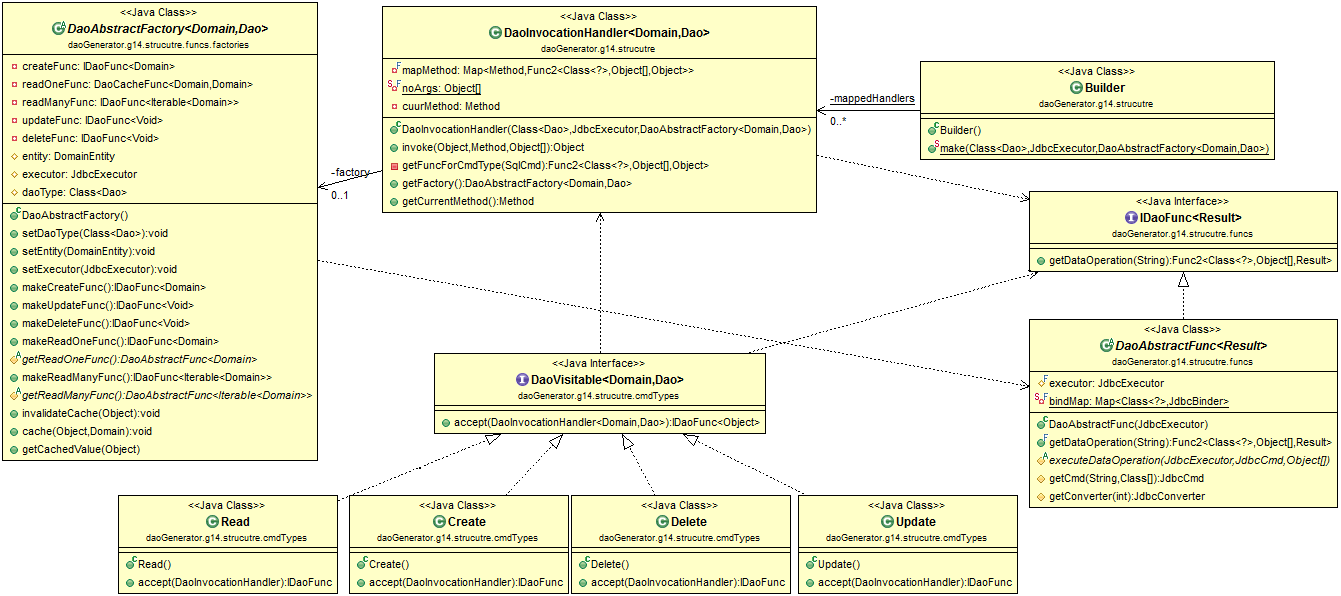 <<Java Class>>
DaoAbstractFactory<Domain,Dao>
daoGenerator.g14.strucutre.funcs.factories
createFunc: IDaoFunc<Domain>
readOneFunc: DaoCacheFunc<Domain,Domain>
readManyFunc: IDaoFunc<Iterable<Domain>>
updateFunc: IDaoFunc<Void>
deleteFunc: IDaoFunc<Void>
entity: DomainEntity
executor: JdbcExecutor
daoType: Class<Dao>
DaoAbstractFactory()
setDaoType(Class<Dao>):void
setEntity(DomainEntity):void
setExecutor(JdbcExecutor):void
makeCreateFunc():IDaoFunc<Domain>
makeUpdateFunc():IDaoFunc<Void>
makeDeleteFunc():IDaoFunc<Void>
makeReadOneFunc():IDaoFunc<Domain>
getReadOneFunc():DaoAbstractFunc<Domain>
makeReadManyFunc():IDaoFunc<Iterable<Domain>>
getReadManyFunc():DaoAbstractFunc<Iterable<Domain>>
invalidateCache(Object):void
cache(Object,Domain):void
getCachedValue(Object)
-factory
0..1
<<Java Class>>
DaoInvocationHandler<Domain,Dao>
daoGenerator.g14.strucutre
mapMethod: Map<Method,Func2<Class<?>,Object[],Object>>
noArgs: Object[]
cuurMethod: Method
DaoInvocationHandler(Class<Dao>,JdbcExecutor,DaoAbstractFactory<Domain,Dao>)
invoke(Object,Method,Object[]):Object
getFuncForCmdType(SqlCmd):Func2<Class<?>,Object[],Object>
getFactory():DaoAbstractFactory<Domain,Dao>
getCurrentMethod():Method
-mappedHandlers
0..*
<<Java Class>>
Builder
daoGenerator.g14.strucutre
Builder()
make(Class<Dao>,JdbcExecutor,DaoAbstractFactory<Domain,Dao>)
<<Java Interface>>
IDaoFunc<Result>
daoGenerator.g14.strucutre.funcs
getDataOperation(String):Func2<Class<?>,Object[],Result>
<<Java Class>>
DaoAbstractFunc<Result>
daoGenerator.g14.strucutre.funcs
executor: JdbcExecutor
bindMap: Map<Class<?>,JdbcBinder>
DaoAbstractFunc(JdbcExecutor)
getDataOperation(String):Func2<Class<?>,Object[],Result>
executeDataOperation(JdbcExecutor,JdbcCmd,Object[])
getCmd(String,Class[]):JdbcCmd
getConverter(int):JdbcConverter
<<Java Interface>>
DaoVisitable<Domain,Dao>
daoGenerator.g14.strucutre.cmdTypes
accept(DaoInvocationHandler<Domain,Dao>):IDaoFunc<Object>
<<Java Class>>
Read
daoGenerator.g14.strucutre.cmdTypes
Read()
accept(DaoInvocationHandler):IDaoFunc
<<Java Class>>
Create
daoGenerator.g14.strucutre.cmdTypes
Create()
accept(DaoInvocationHandler):IDaoFunc
<<Java Class>>
Delete
daoGenerator.g14.strucutre.cmdTypes
Delete()
accept(DaoInvocationHandler):IDaoFunc
<<Java Class>>
Update
daoGenerator.g14.strucutre.cmdTypes
Update()
accept(DaoInvocationHandler):IDaoFunc